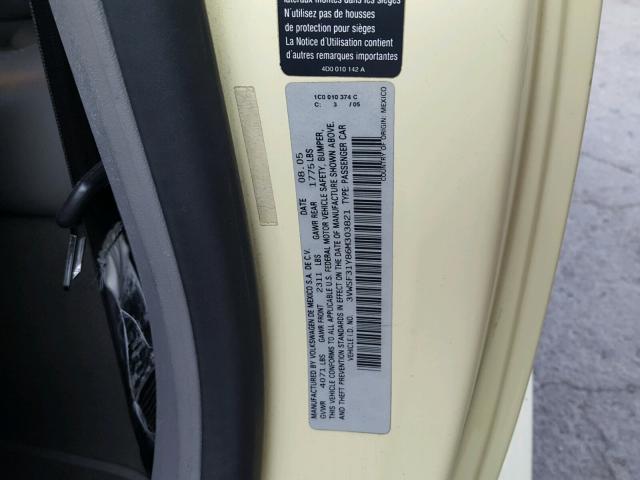 latéraux montés dans les sièges
N'utilisez pas de housses
de protection pour sièges
La Notice d'Utilisation contient
d'autres remarques importantes
4D0 010 142 A
1C0 010 374 C
C: 3 /05
MANUFACTURED BY VOLKSWAGEN DE MEXICO S.A. DE C.V. DATE 08.05
GVWR 4071 LBS GAWR FRONT 2311 LBS GAWR REAR 1775 LBS
THIS VEHICLE CONFORMS TO ALL APPLICABLE U.S. FEDERAL MOTOR VEHICLE SAFETY, BUMPER,
AND THEFT PREVENTION STANDARDS IN EFFECT ON THE DATE OF MANUFACTURE SHOWN ABOVE.
VEHICLE I.D. NO. 3VWSF31Y86M303821 TYPE: PASSENGER CAR
COUNTRY OF ORIGIN: MEXICO